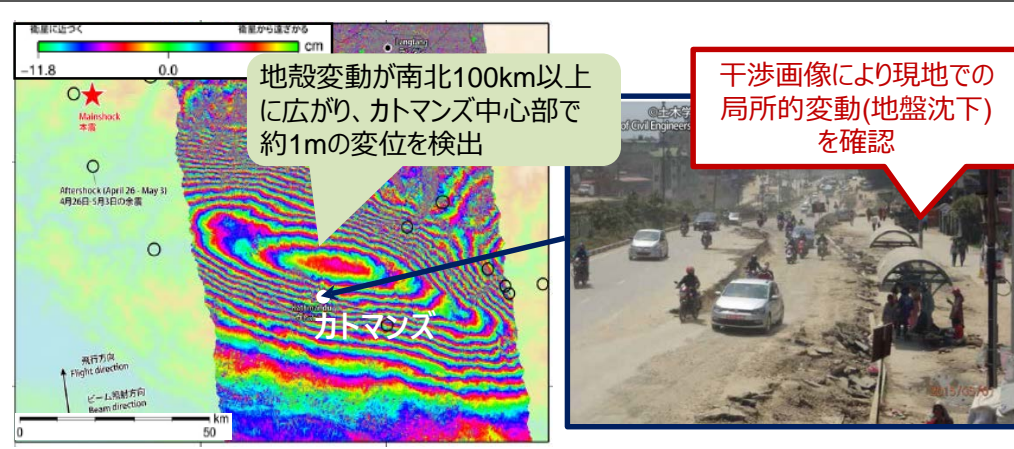 衛星に近づく 衛星から遠ざかる
cm
-11.8 0.0
Mainshock
本震
Aftershock (April 26 - May 3)
4月26日-5月3日の余震
地殻変動が南北100km以上
に広がり、カトマンズ中心部で
約1mの変位を検出
カトマンズ
飛行方向
Flight direction
ビーム照射方向
Beam direction
km
0 50
干渉画像により現地での
局所的変動(地盤沈下)
を確認
©土木学
of Civil Engineers